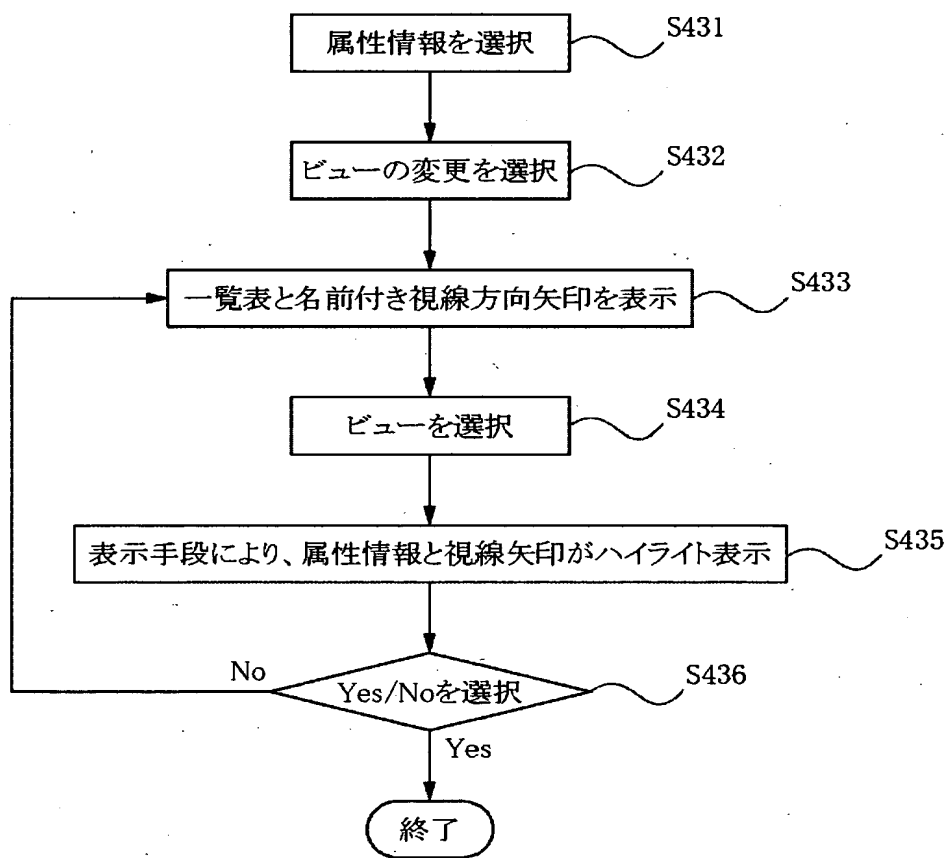 属性情報を選択
S431
ビューの変更を選択
S432
一覧表と名前付き視線方向矢印を表示
S433
ビューを選択
S434
表示手段により、属性情報と視線矢印がハイライト表示
S435
No
Yes/Noを選択
S436
Yes
終了